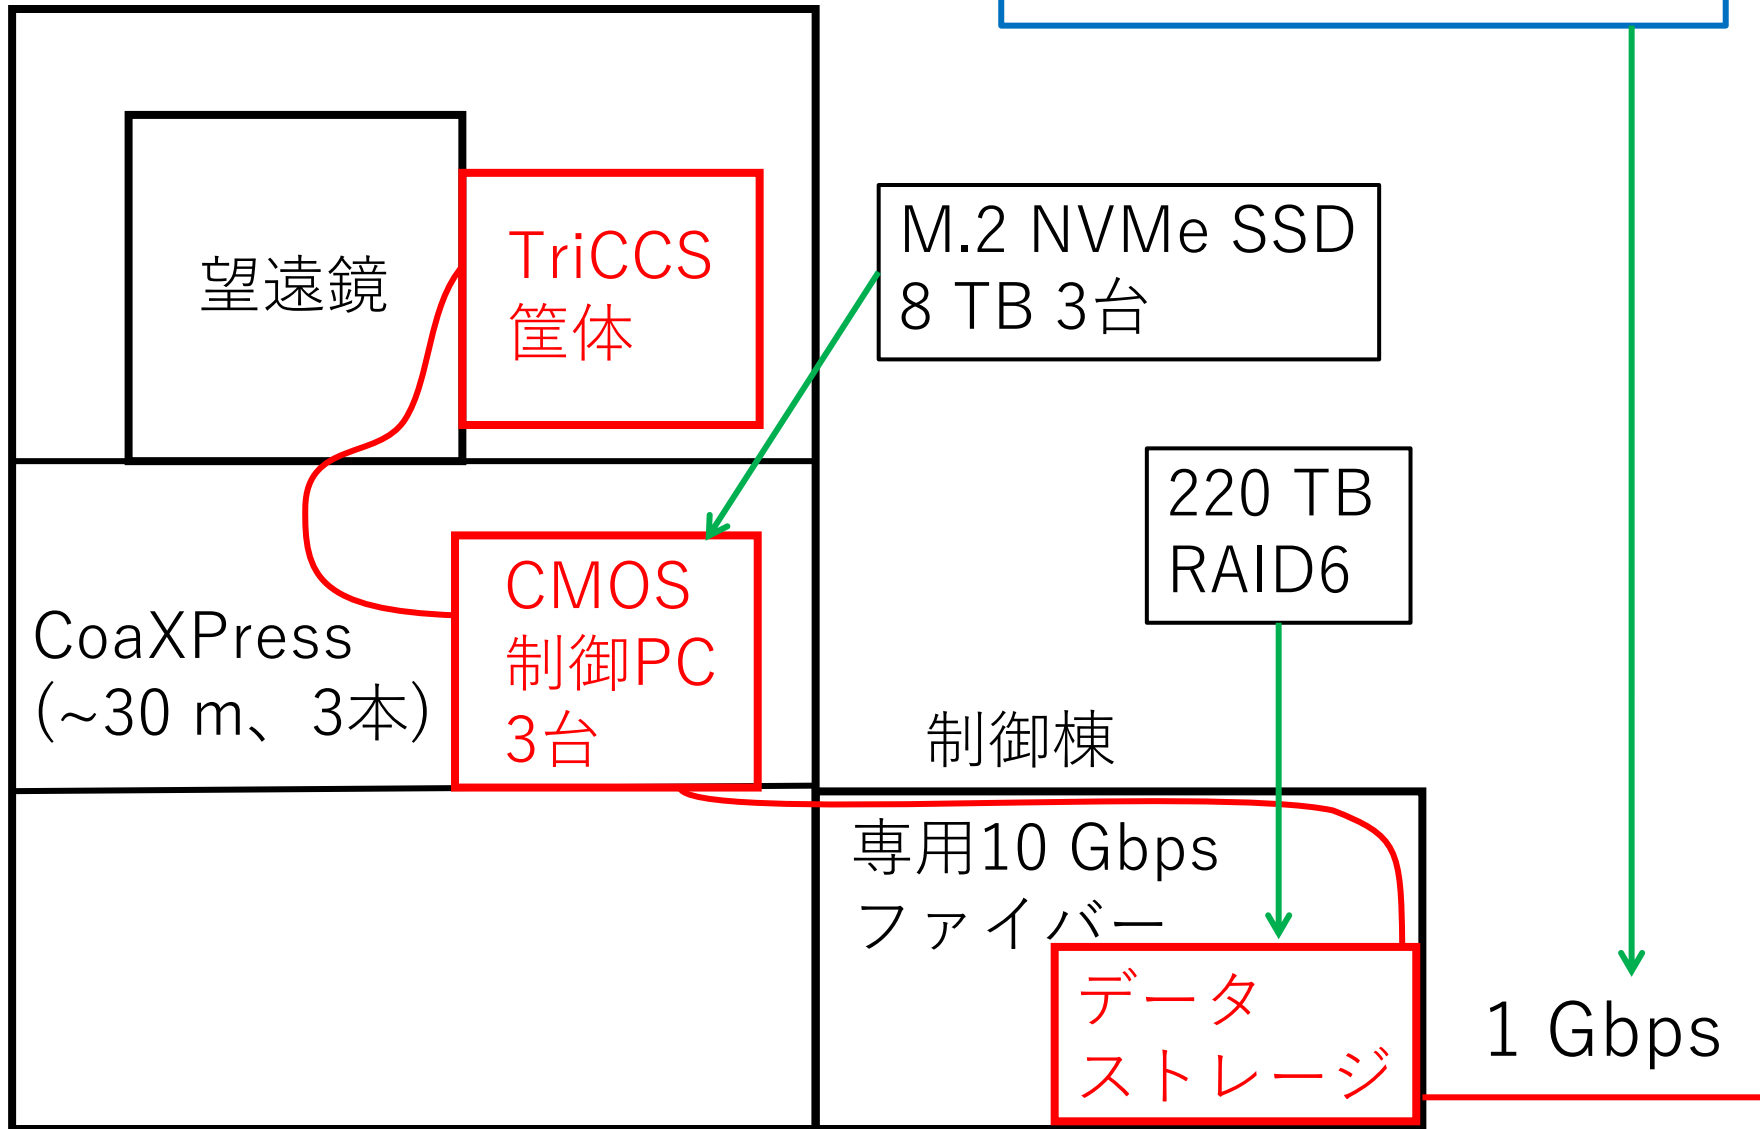 望遠鏡
TriCCS
筐体
M.2 NVMe SSD
8 TB 3台
220 TB
RAID6
CMOS
制御PC
3台
CoaXPress
(~30 m、3本)
制御棟
専用10 Gbps
ファイバー
データ
ストレージ
1 Gbps